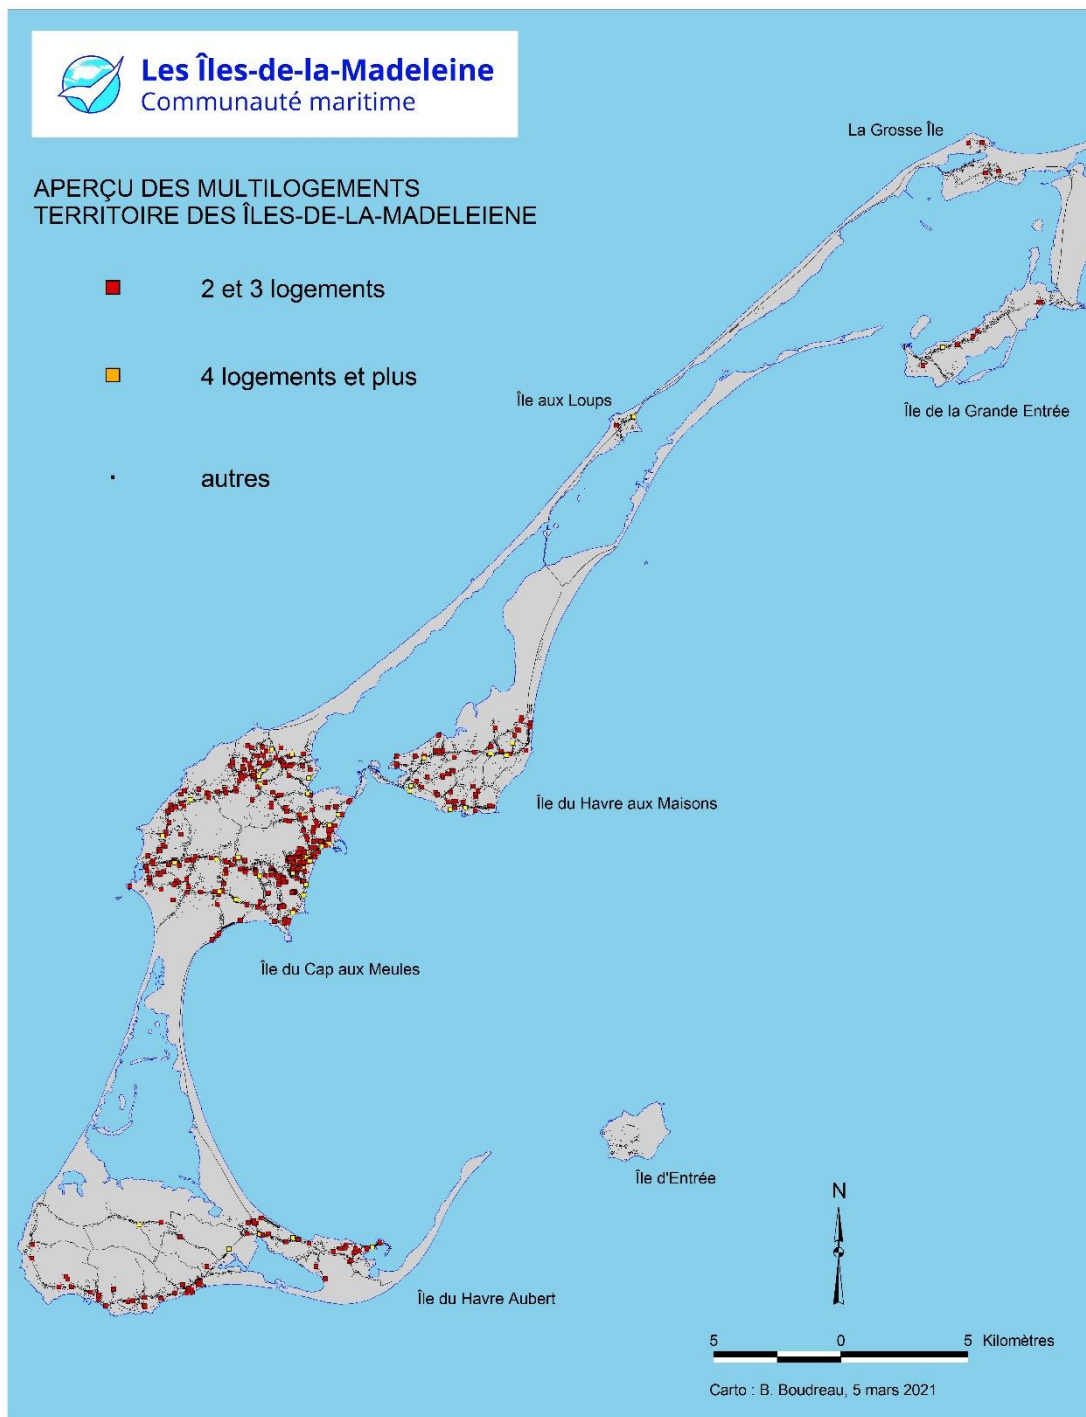 Les Îles-de-la-Madeleine
Communauté maritime
APERÇU DES MULTILOGEMENTS
TERRITOIRE DES ÎLES-DE-LA-MADELEIENE
2 et 3 logements
4 logements et plus
autres
La Grosse Île
Île de la Grande Entrée
Île aux Loups
Île du Havre aux Maisons
Île du Cap aux Meules
Île d'Entrée
Île du Havre Aubert
N
5 0 5 Kilomètres
Carto : B. Boudreau, 5 mars 2021